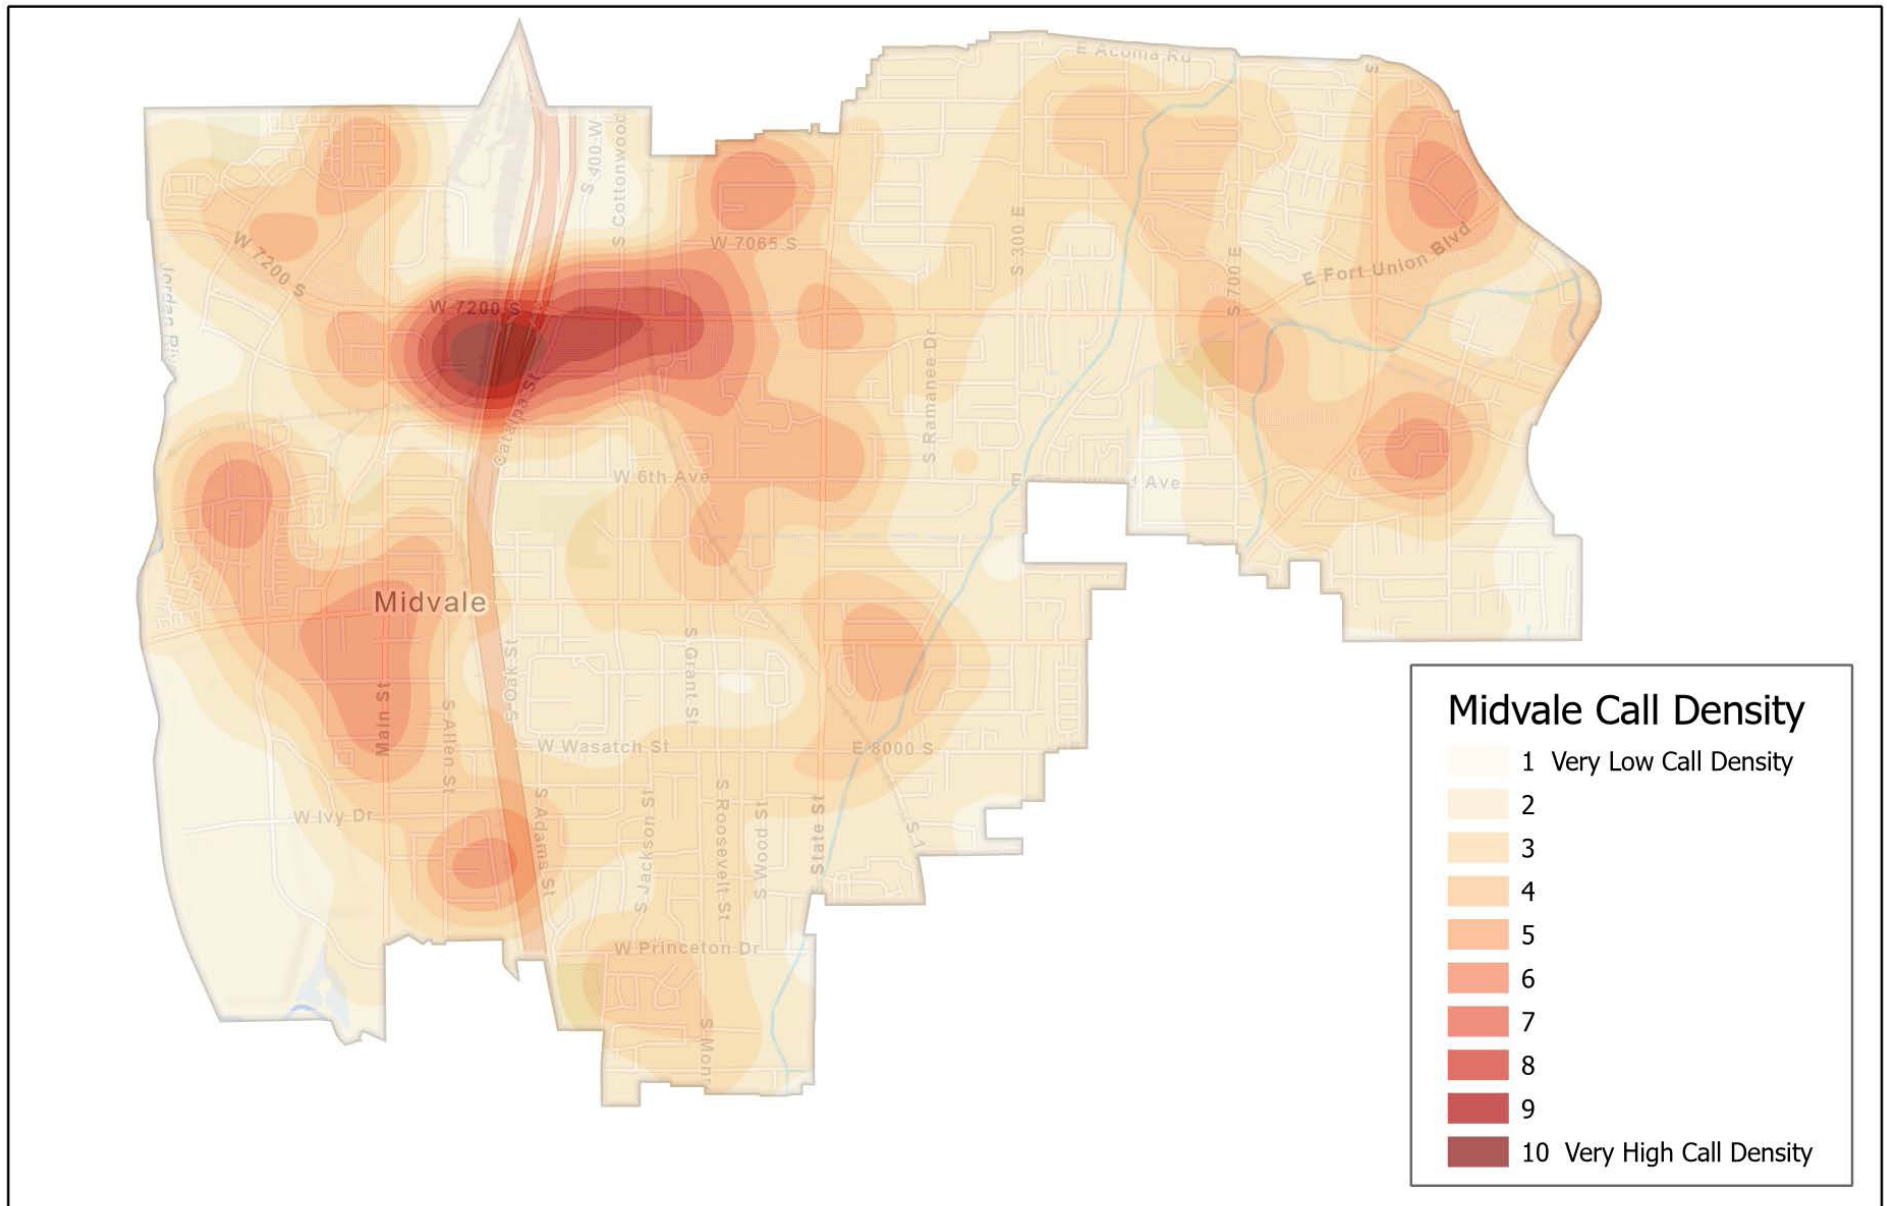 E Acoma Rd
S
S 400 W
S Cottonwood
W 7065 S
S 300 E
W 7200 S
E Fort Union Blvd
S 700 E
Jordan Riv
W 7200 S
Catalpa St
S Ramanee Dr
W 6th Ave
E
Ave
Midvale
S Oak St
S Grant St
Main St
S Allen St
W Wasatch St
E 8000 S
W Ivy Dr
S Adams St
S Jackson St
S Roosevelt St
S Wood St
S State St
W Princeton Dr
S Mon
Midvale Call Density
1 Very Low Call Density
2
3
4
5
6
7
8
9
10 Very High Call Density